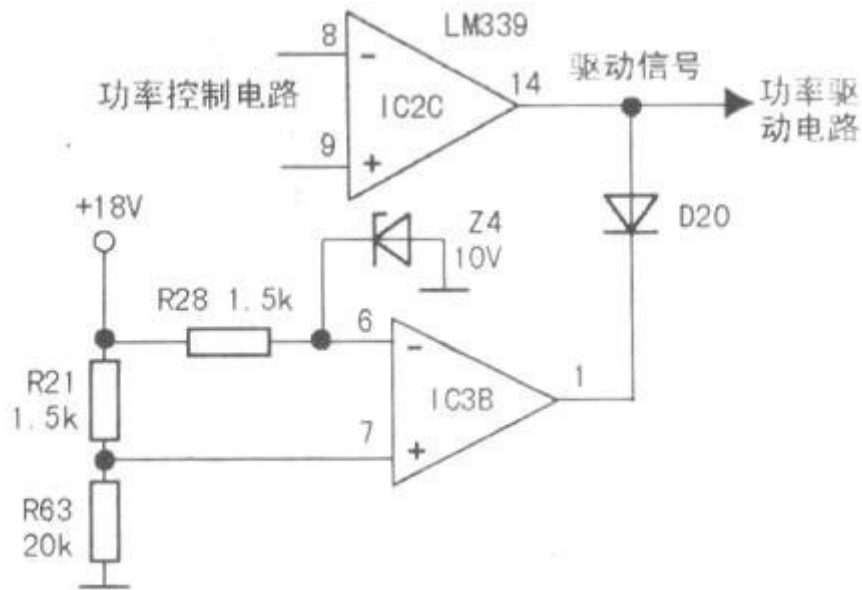 LM339
8
-
功率控制电路
IC2C
14
驱动信号
功率驱
动电路
9
+
+18V
Z4
10V
D20
R28 1.5k
6
-
R21
1.5k
IC3B
1
7
+
R63
20k